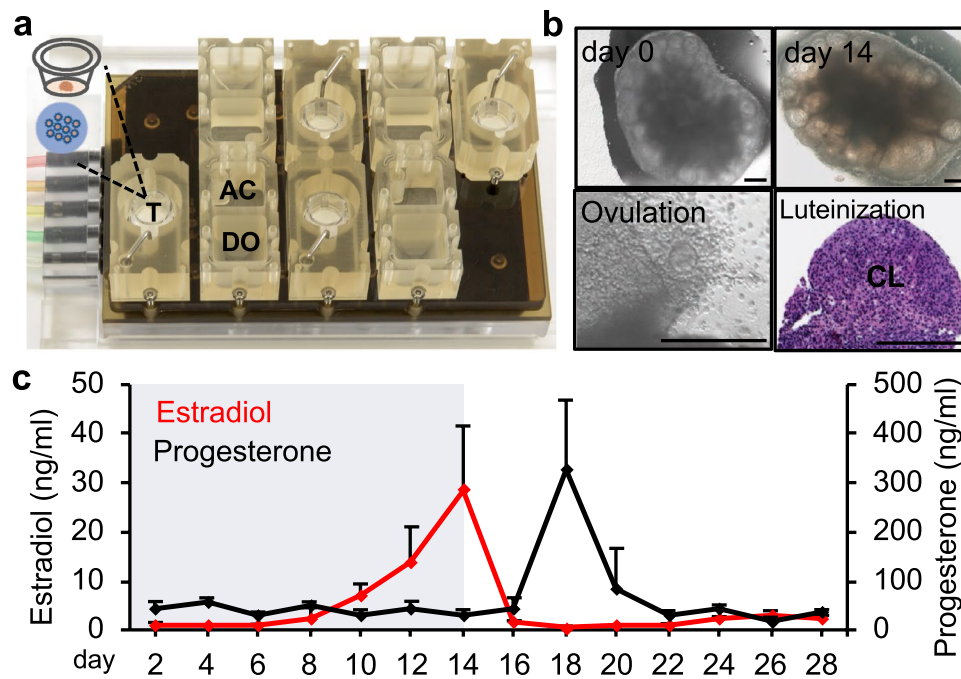 a
T
AC
DO
b
day 0
day 14
Ovulation
Luteinization
CL
c
Estradiol (ng/ml)
50
40
30
20
10
0
Estradiol
Progesterone
500
400
300
200
100
0
Progesterone (ng/ml)
day 2 4 6 8 10 12 14 16 18 20 22 24 26 28